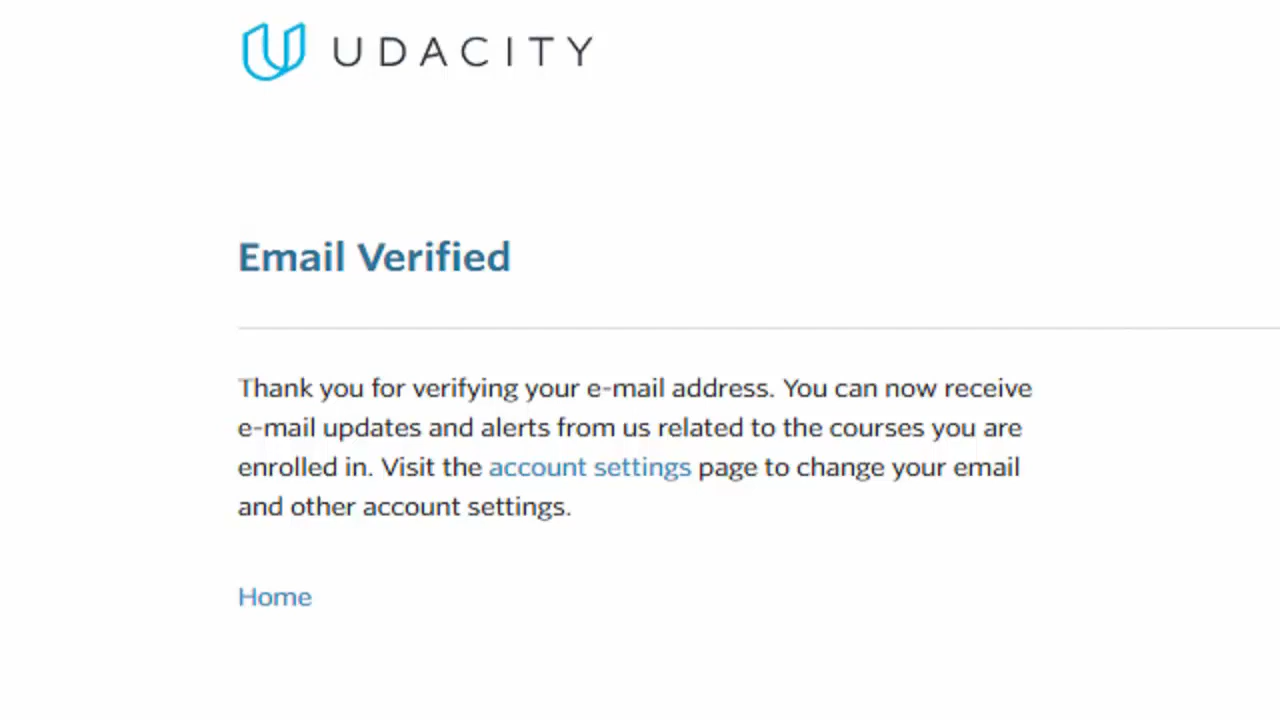 UDACITY
Email Verified
Thank you for verifying your e-mail address. You can now receive
e-mail updates and alerts from us related to the courses you are
enrolled in. Visit the account settings page to change your email
and other account settings.
Home